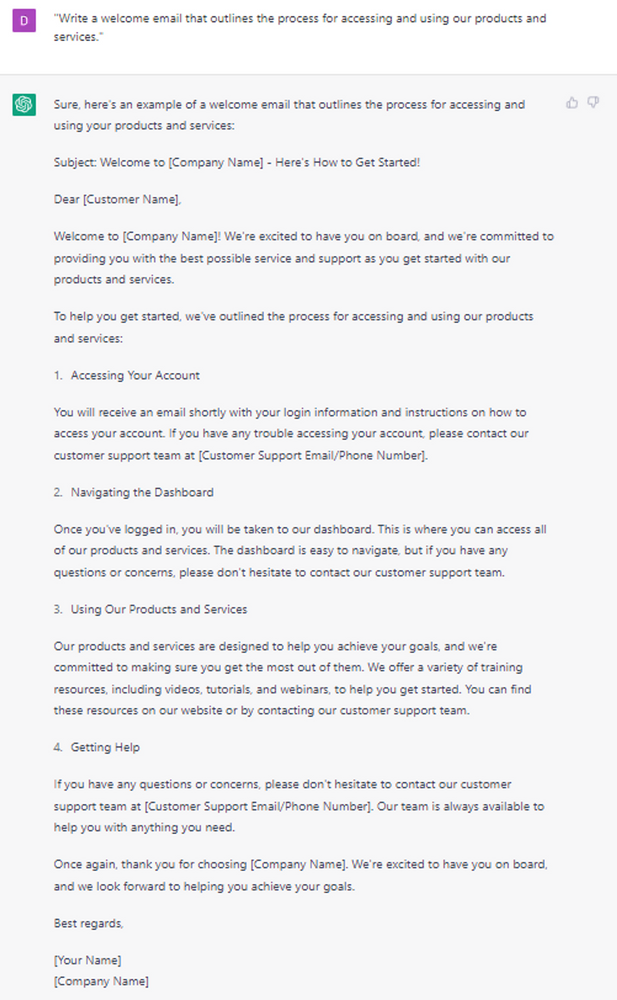 D
"Write a welcome email that outlines the process for accessing and using our products and
services."
Sure, here's an example of a welcome email that outlines the process for accessing and
using your products and services:
Subject: Welcome to [Company Name] - Here's How to Get Started!
Dear [Customer Name],
Welcome to [Company Name]! We're excited to have you on board, and we're committed to
providing you with the best possible service and support as you get started with our
products and services.
To help you get started, we've outlined the process for accessing and using our products
and services:
1. Accessing Your Account
You will receive an email shortly with your login information and instructions on how to
access your account. If you have any trouble accessing your account, please contact our
customer support team at [Customer Support Email/Phone Number].
2. Navigating the Dashboard
Once you've logged in, you will be taken to our dashboard. This is where you can access all
of our products and services. The dashboard is easy to navigate, but if you have any
questions or concerns, please don't hesitate to contact our customer support team.
3. Using Our Products and Services
Our products and services are designed to help you achieve your goals, and we're
committed to making sure you get the most out of them. We offer a variety of training
resources, including videos, tutorials, and webinars, to help you get started. You can find
these resources on our website or by contacting our customer support team.
4. Getting Help
If you have any questions or concerns, please don't hesitate to contact our customer
support team at [Customer Support Email/Phone Number]. Our team is always available to
help you with anything you need.
Once again, thank you for choosing [Company Name]. We're excited to have you on board,
and we look forward to helping you achieve your goals.
Best regards,
[Your Name]
[Company Name]